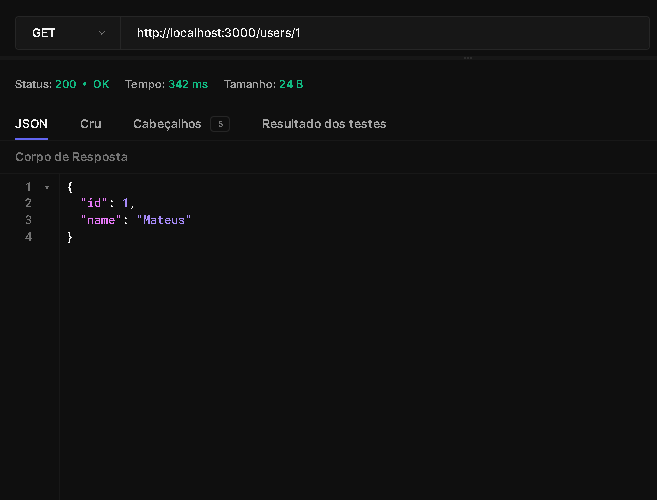 GET http://localhost:3000/users/1
Status: 200 • OK Tempo: 342 ms Tamanho: 24 B
JSON Cru Cabeçalhos 5 Resultado dos testes
Corpo de Resposta
1 {
2 "id": 1,
3 "name": "Mateus"
4 }